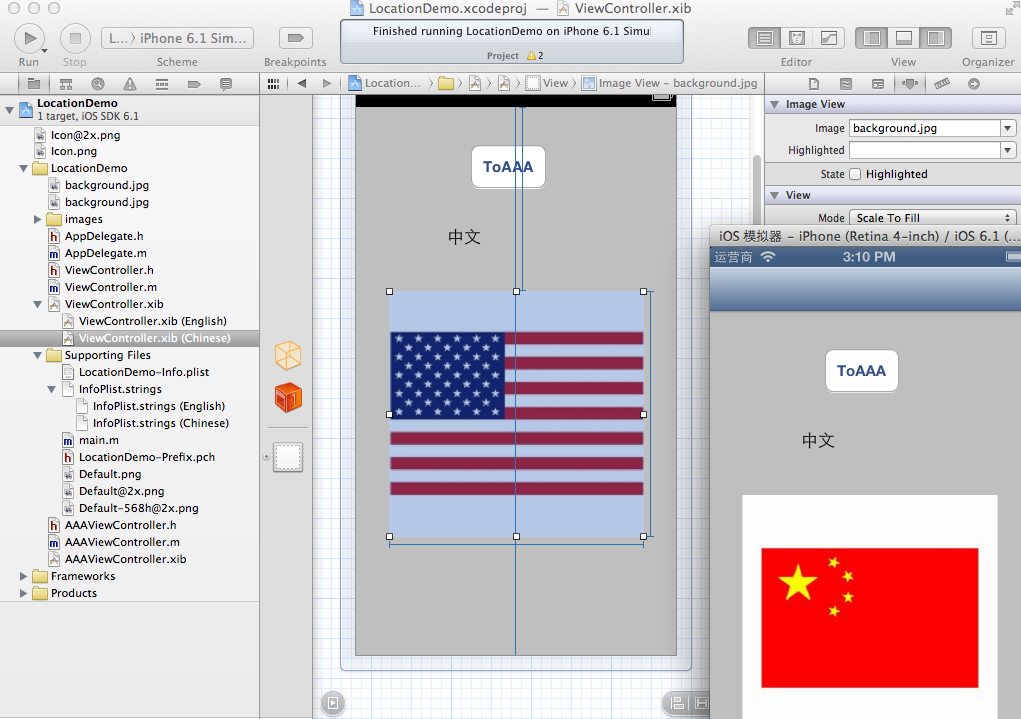 LocationDemo.xcodeproj — ViewController.xib
Run
Stop
L...〉iPhone 6.1 Sim...
Scheme
Breakpoints
Finished running LocationDemo on iPhone 6.1 Simu
Project 2
Editor
View
Organizer
Location... 〉 View 〉 Image View – background.jpg
LocationDemo
1 target, iOS SDK 6.1
Icon@2x.png
Icon.png
LocationDemo
background.jpg
background.jpg
images
AppDelegate.h
AppDelegate.m
ViewController.h
ViewController.m
ViewController.xib
ViewController.xib (English)
ViewController.xib (Chinese)
Supporting Files
LocationDemo-Info.plist
InfoPlist.strings
InfoPlist.strings (English)
InfoPlist.strings (Chinese)
main.m
LocationDemo-Prefix.pch
Default.png
Default@2x.png
Default-568h@2x.png
AAAViewController.h
AAAViewController.m
AAAViewController.xib
Frameworks
Products
ToAAA
中文
Image View
Image background.jpg
Highlighted
State Highlighted
View
Mode Scale To Fill
iOS 模拟器 – iPhone (Retina 4-inch) / iOS 6.1 (...
运营商 3:10 PM
ToAAA
中文